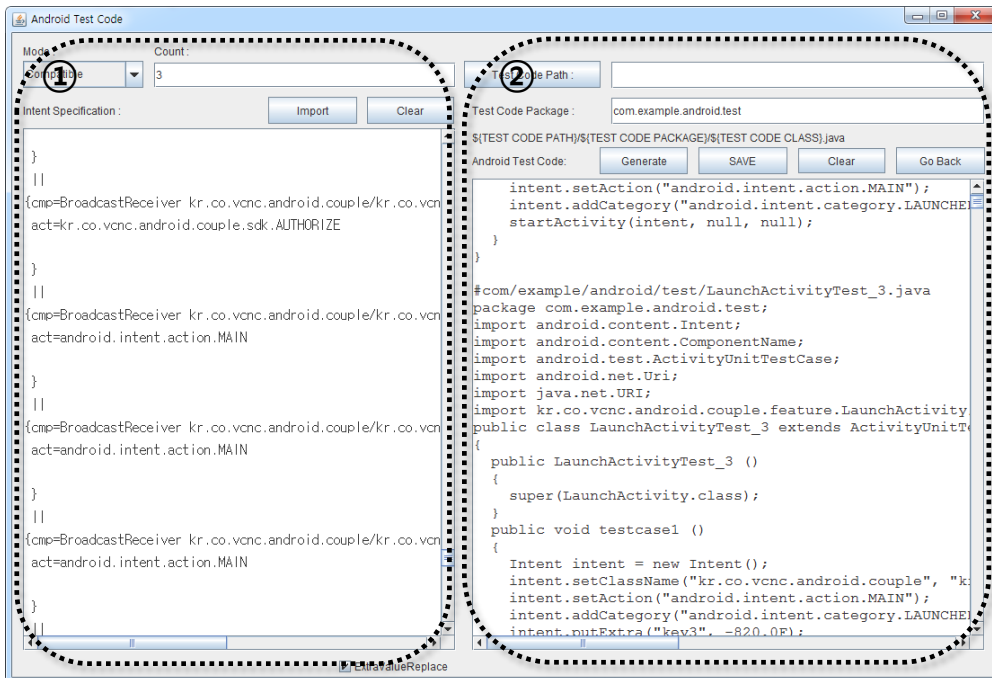 Android Test Code
Mode
Count :
① Compatible
3
Intent Specification :
Import
Clear
}
||
{cmp=BroadcastReceiver kr.co.vcnc.android.couple/kr.co.vcn
act=kr.co.vcnc.android.couple.sdk.AUTHORIZE
}
||
{cmp=BroadcastReceiver kr.co.vcnc.android.couple/kr.co.vcn
act=android.intent.action.MAIN
}
||
{cmp=BroadcastReceiver kr.co.vcnc.android.couple/kr.co.vcn
act=android.intent.action.MAIN
}
||
{cmp=BroadcastReceiver kr.co.vcnc.android.couple/kr.co.vcn
act=android.intent.action.MAIN
}
||
ExtraValueReplace
② Test Code Path :
Test Code Package :
com.example.android.test
${TEST CODE PATH}/${TEST CODE PACKAGE}/${TEST CODE CLASS}.java
Android Test Code:
Generate
SAVE
Clear
Go Back
intent.setAction("android.intent.action.MAIN");
intent.addCategory("android.intent.category.LAUNCHE
startActivity(intent, null, null);
}
}
#com/example/android/test/LaunchActivityTest_3.java
package com.example.android.test;
import android.content.Intent;
import android.content.ComponentName;
import android.test.ActivityUnitTestCase;
import android.net.Uri;
import java.net.URI;
import kr.co.vcnc.android.couple.feature.LaunchActivity
public class LaunchActivityTest_3 extends ActivityUnitTe
{
public LaunchActivityTest_3 ()
{
super(LaunchActivity.class);
}
public void testcase1 ()
{
Intent intent = new Intent();
intent.setClassName("kr.co.vcnc.android.couple", "k
intent.setAction("android.intent.action.MAIN");
intent.addCategory("android.intent.category.LAUNCHE
intent.putExtra("key3", -820.0F);